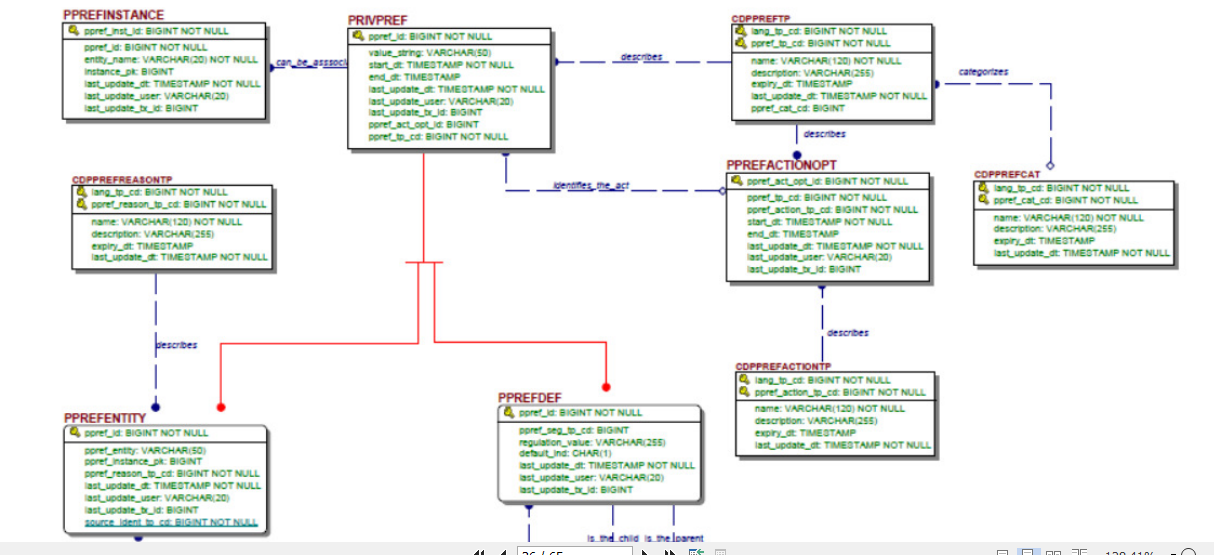 PPREFINSTANCE
ppref_inst_id: BIGINT NOT NULL
ppref_id: BIGINT NOT NULL
entity_name: VARCHAR(20) NOT NULL
instance_pk: BIGINT
last_update_dt: TIMESTAMP NOT NULL
last_update_user: VARCHAR(20)
last_update_tx_id: BIGINT
can_be_associ
PRIVPREF
ppref_id: BIGINT NOT NULL
value_string: VARCHAR(50)
start_dt: TIMESTAMP NOT NULL
end_dt: TIMESTAMP
last_update_dt: TIMESTAMP NOT NULL
last_update_user: VARCHAR(20)
last_update_tx_id: BIGINT
ppref_act_opt_id: BIGINT
ppref_tp_cd: BIGINT NOT NULL
describes
CDPPREFTP
lang_tp_cd: BIGINT NOT NULL
ppref_tp_cd: BIGINT NOT NULL
name: VARCHAR(120) NOT NULL
description: VARCHAR(255)
expiry_dt: TIMESTAMP
last_update_dt: TIMESTAMP NOT NULL
ppref_cat_cd: BIGINT
categorizes
describes
identifies_the_act
CDPPREFREASONTP
lang_tp_cd: BIGINT NOT NULL
ppref_reason_tp_cd: BIGINT NOT NULL
name: VARCHAR(120) NOT NULL
description: VARCHAR(255)
expiry_dt: TIMESTAMP
last_update_dt: TIMESTAMP NOT NULL
PPREFACTIONOPT
ppref_act_opt_id: BIGINT NOT NULL
ppref_tp_cd: BIGINT NOT NULL
ppref_action_tp_cd: BIGINT NOT NULL
start_dt: TIMESTAMP NOT NULL
end_dt: TIMESTAMP
last_update_dt: TIMESTAMP NOT NULL
last_update_user: VARCHAR(20)
last_update_tx_id: BIGINT
CDPPREFCAT
lang_tp_cd: BIGINT NOT NULL
ppref_cat_cd: BIGINT NOT NULL
name: VARCHAR(120) NOT NULL
description: VARCHAR(255)
expiry_dt: TIMESTAMP
last_update_dt: TIMESTAMP NOT NULL
describes
describes
CDPPREFACTIONTP
lang_tp_cd: BIGINT NOT NULL
ppref_action_tp_cd: BIGINT NOT NULL
name: VARCHAR(120) NOT NULL
description: VARCHAR(255)
expiry_dt: TIMESTAMP
last_update_dt: TIMESTAMP NOT NULL
PPREFENTITY
ppref_id: BIGINT NOT NULL
ppref_entity: VARCHAR(50)
ppref_instance_pk: BIGINT
ppref_reason_tp_cd: BIGINT NOT NULL
last_update_dt: TIMESTAMP NOT NULL
last_update_user: VARCHAR(20)
last_update_tx_id: BIGINT
source_ident_tp_cd: BIGINT NOT NULL
PPREFDEF
ppref_id: BIGINT NOT NULL
ppref_seg_tp_cd: BIGINT
regulation_value: VARCHAR(255)
default_ind: CHAR(1)
last_update_dt: TIMESTAMP NOT NULL
last_update_user: VARCHAR(20)
last_update_tx_id: BIGINT
is_the_child is_the_parent